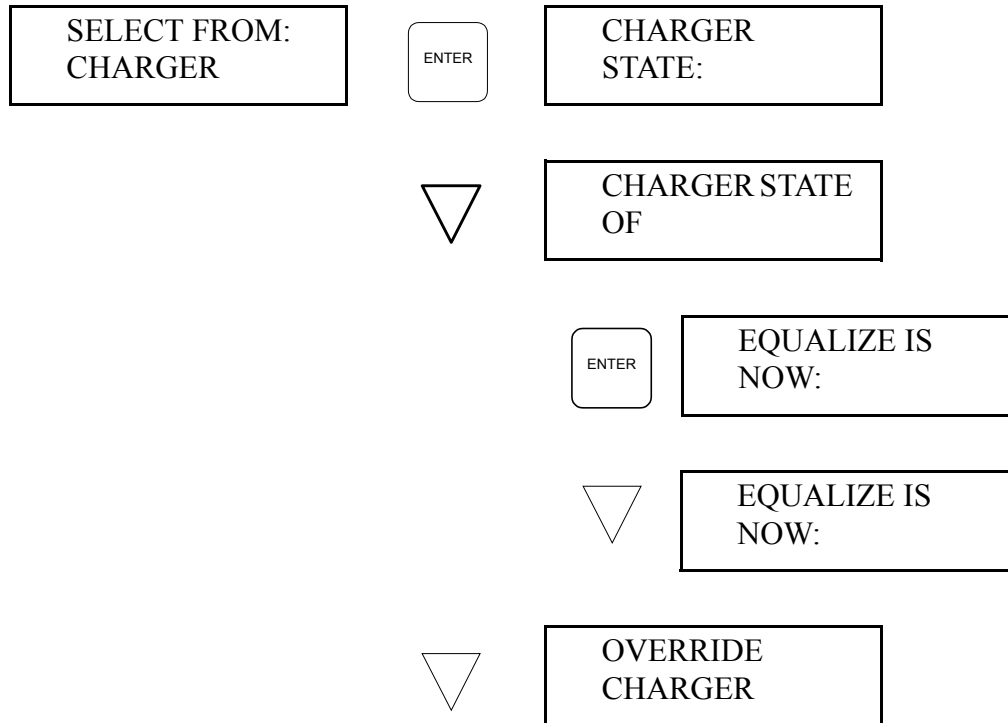 SELECT FROM:
CHARGER
ENTER
CHARGER
STATE:
CHARGER STATE
OF
ENTER
EQUALIZE IS
NOW:
EQUALIZE IS
NOW:
OVERRIDE
CHARGER